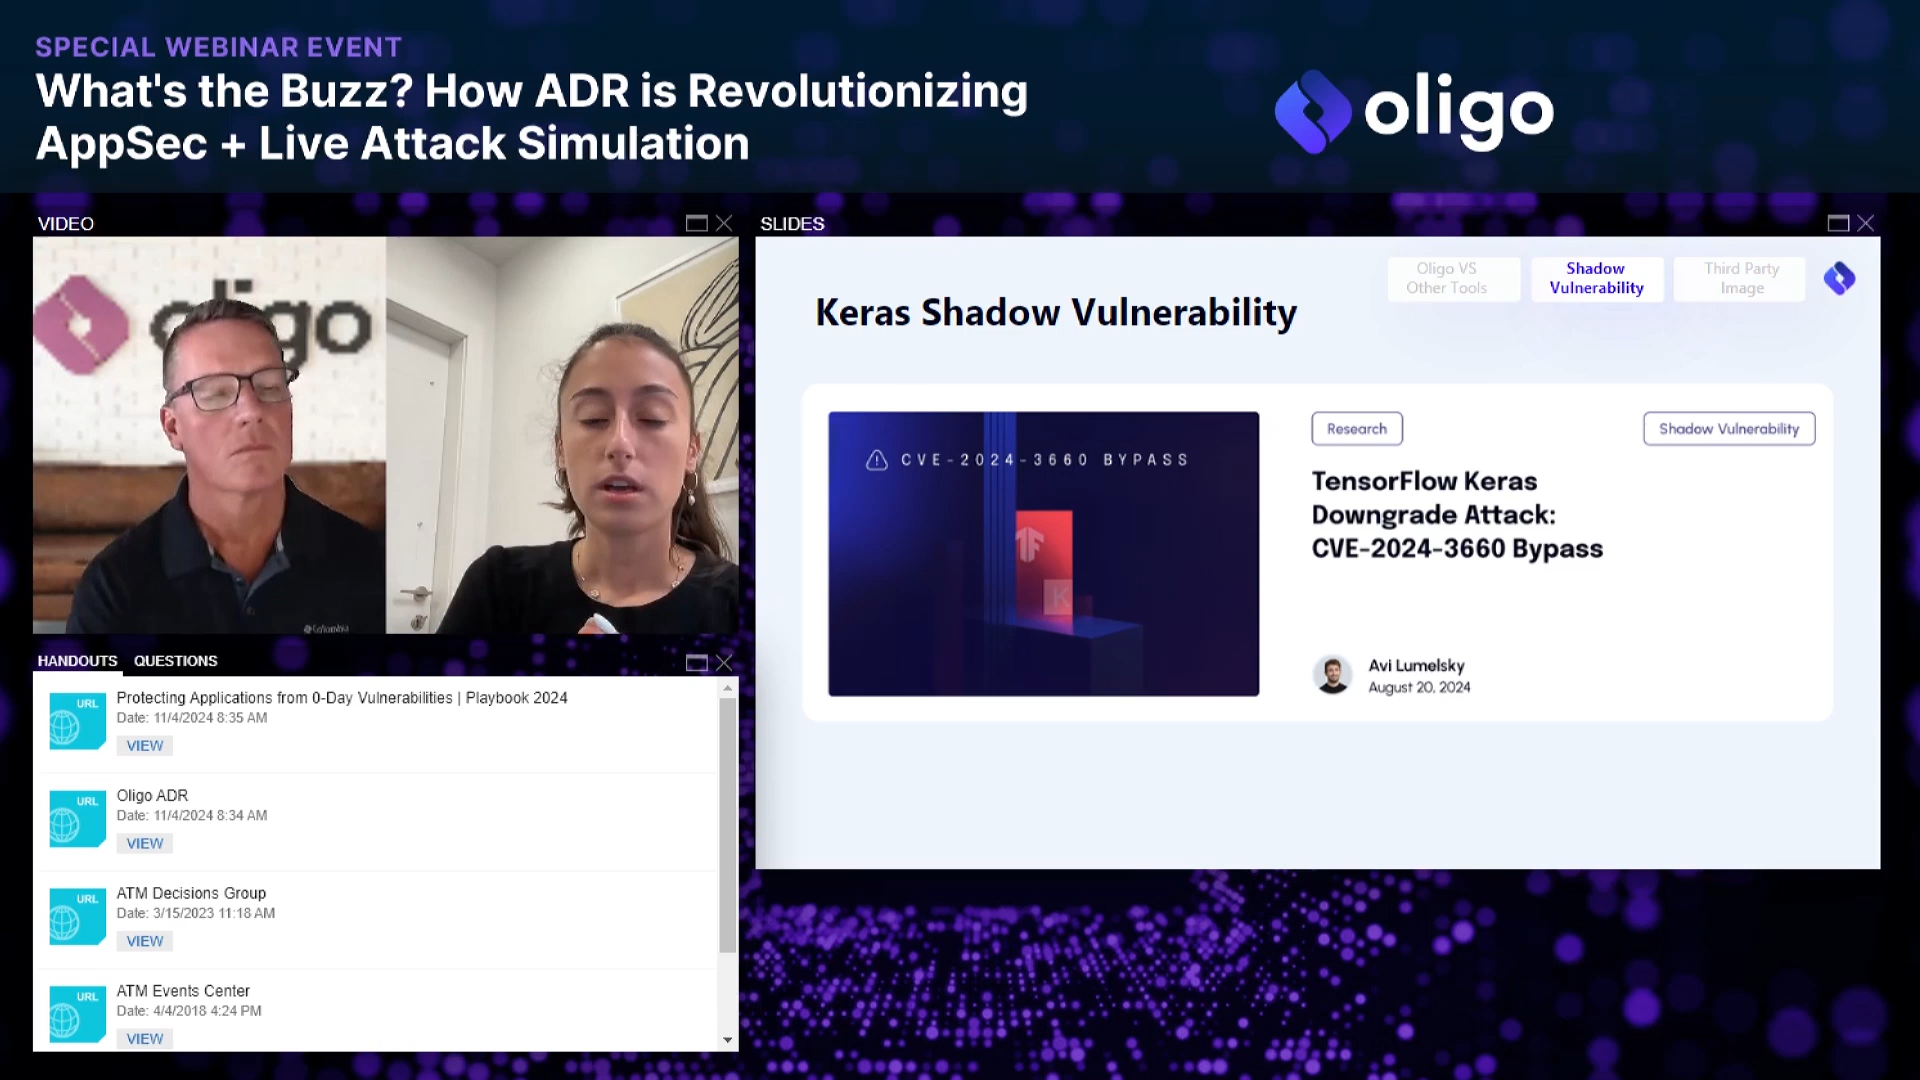 SPECIAL WEBINAR EVENT
What's the Buzz? How ADR is Revolutionizing
AppSec + Live Attack Simulation
oligo
VIDEO
oligo
Columbia
SLIDES
Oligo VS
Other Tools
Shadow
Vulnerability
Third Party
Image
Keras Shadow Vulnerability
CVE-2024-3660 BYPASS
K
Research
Shadow Vulnerability
TensorFlow Keras
Downgrade Attack:
CVE-2024-3660 Bypass
Avi Lumelsky
August 20, 2024
HANDOUTS QUESTIONS
URL
Protecting Applications from 0-Day Vulnerabilities | Playbook 2024
Date: 11/4/2024 8:35 AM
VIEW
URL
Oligo ADR
Date: 11/4/2024 8:34 AM
VIEW
URL
ATM Decisions Group
Date: 3/15/2023 11:18 AM
VIEW
URL
ATM Events Center
Date: 4/4/2018 4:24 PM
VIEW